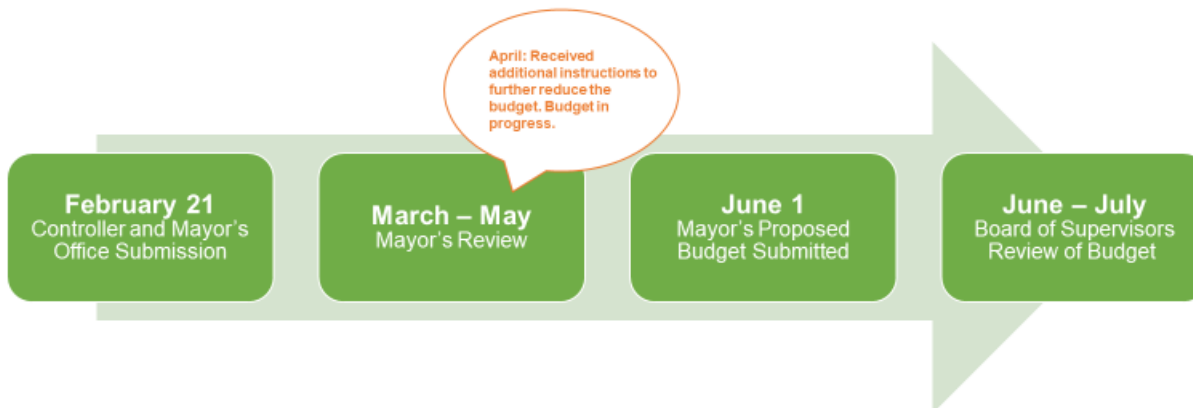 April: Received
additional instructions to
further reduce the
budget. Budget in
progress.
February 21
Controller and Mayor's
Office Submission
March – May
Mayor's Review
June 1
Mayor's Proposed
Budget Submitted
June – July
Board of Supervisors
Review of Budget